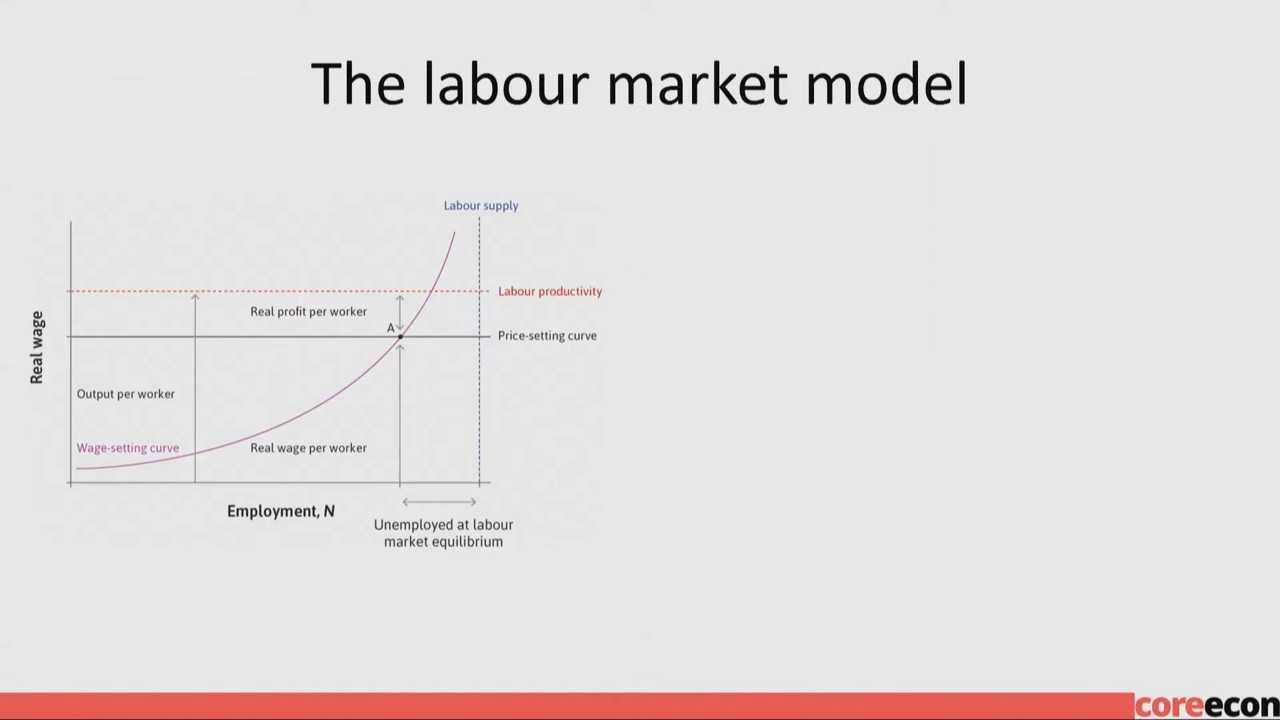 The labour market model
Labour supply
Labour productivity
Real profit per worker
A
Price-setting curve
Real wage
Output per worker
Wage-setting curve
Real wage per worker
Employment, N
Unemployed at labour
market equilibrium
coreecon